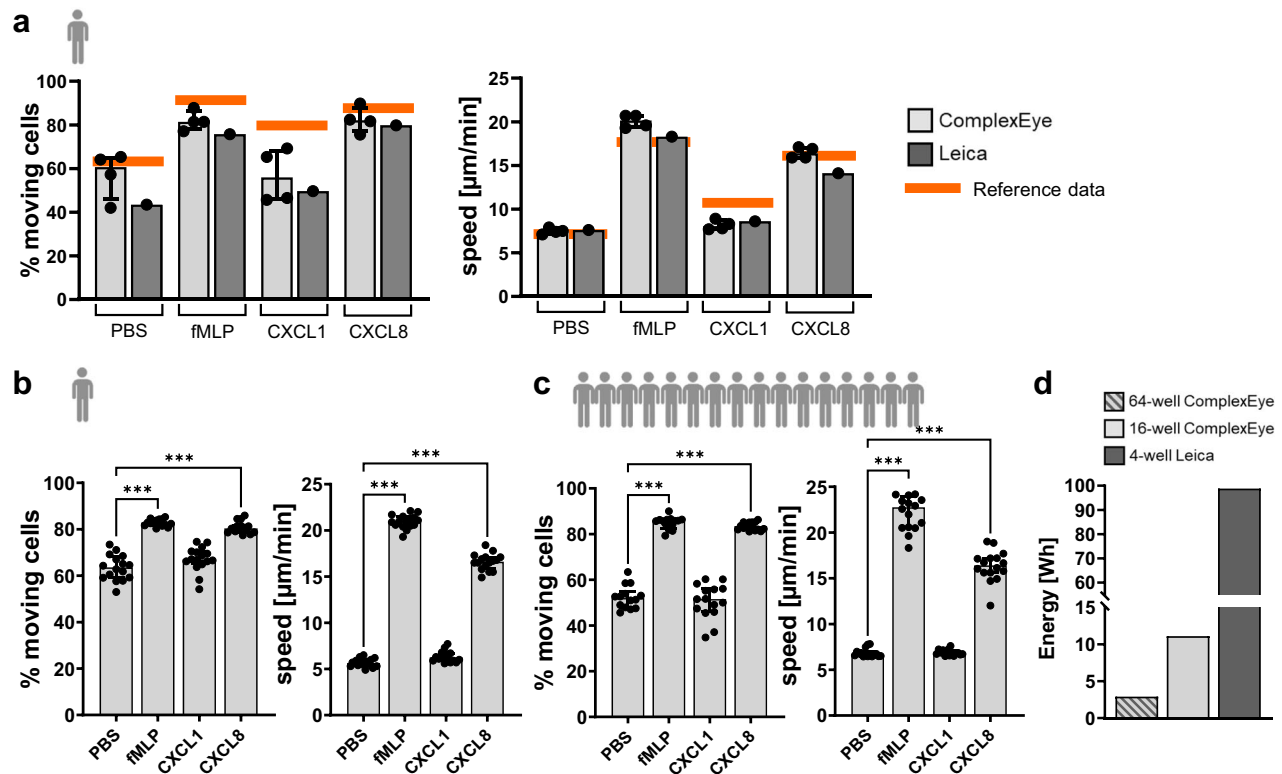 a
% moving cells
100
80
60
40
20
0
PBS
fMLP
CXCL1
CXCL8
speed [µm/min]
25
20
15
10
5
0
PBS
fMLP
CXCL1
CXCL8
ComplexEye
Leica
Reference data
b
% moving cells
100
80
60
40
20
0
***
***
PBS
fMLP
CXCL1
CXCL8
speed [µm/min]
25
20
15
10
5
0
***
***
PBS
fMLP
CXCL1
CXCL8
c
% moving cells
100
80
60
40
20
0
***
***
PBS
fMLP
CXCL1
CXCL8
speed [µm/min]
25
20
15
10
5
0
***
***
PBS
fMLP
CXCL1
CXCL8
d
64-well ComplexEye
16-well ComplexEye
4-well Leica
Energy [Wh]
100
90
80
70
60
15
10
5
0